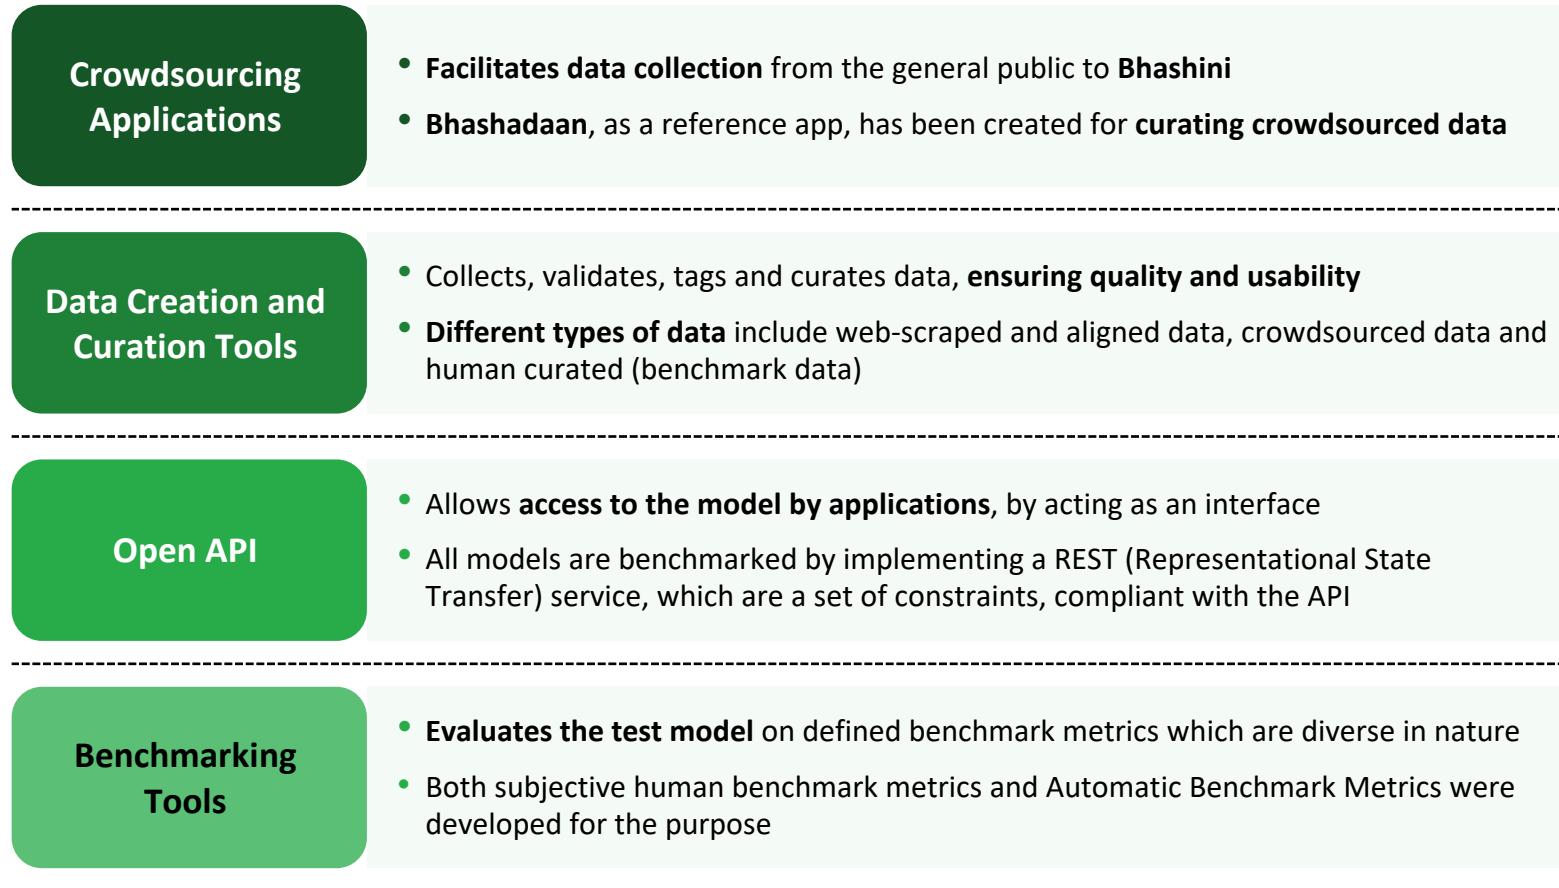 Crowdsourcing
Applications
• Facilitates data collection from the general public to Bhashini
• Bhashadaan, as a reference app, has been created for curating crowdsourced data
Data Creation and
Curation Tools
• Collects, validates, tags and curates data, ensuring quality and usability
• Different types of data include web-scraped and aligned data, crowdsourced data and
human curated (benchmark data)
Open API
• Allows access to the model by applications, by acting as an interface
• All models are benchmarked by implementing a REST (Representational State
Transfer) service, which are a set of constraints, compliant with the API
Benchmarking
Tools
• Evaluates the test model on defined benchmark metrics which are diverse in nature
• Both subjective human benchmark metrics and Automatic Benchmark Metrics were
developed for the purpose